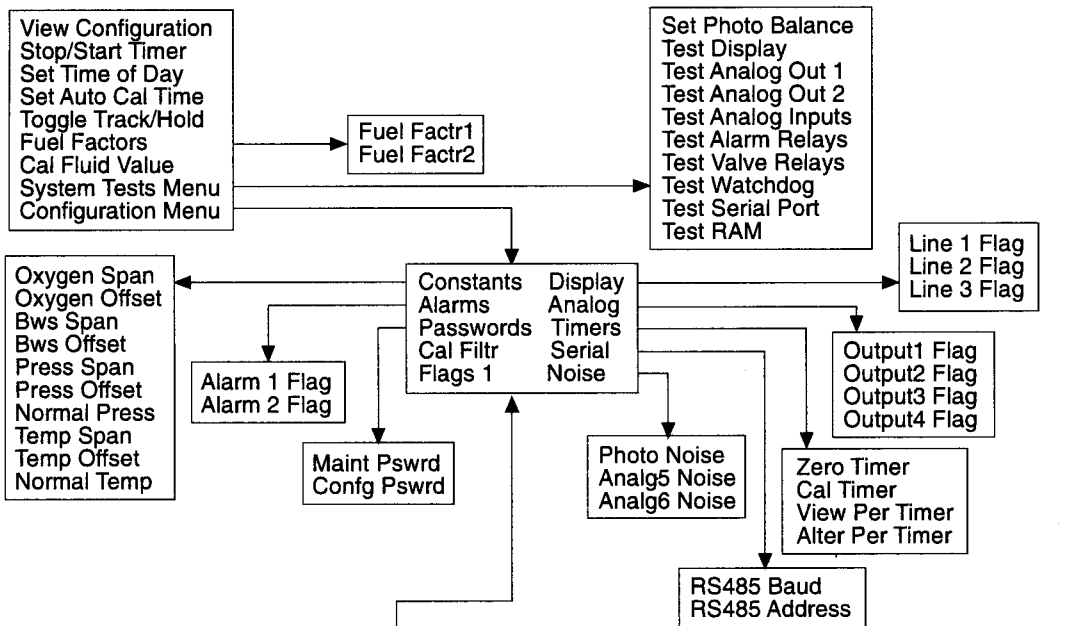 View Configuration
Stop/Start Timer
Set Time of Day
Set Auto Cal Time
Toggle Track/Hold
Fuel Factors
Cal Fluid Value
System Tests Menu
Configuration Menu
Fuel Factr1
Fuel Factr2
Set Photo Balance
Test Display
Test Analog Out 1
Test Analog Out 2
Test Analog Inputs
Test Alarm Relays
Test Valve Relays
Test Watchdog
Test Serial Port
Test RAM
Line 1 Flag
Line 2 Flag
Line 3 Flag
Oxygen Span
Oxygen Offset
Bws Span
Bws Offset
Press Span
Press Offset
Normal Press
Temp Span
Temp Offset
Normal Temp
Constants Display
Alarms Analog
Passwords Timers
Cal Filtr Serial
Flags 1 Noise
Output1 Flag
Output2 Flag
Output3 Flag
Output4 Flag
Alarm 1 Flag
Alarm 2 Flag
Maint Pswrd
Confg Pswrd
Photo Noise
Analg5 Noise
Analg6 Noise
Zero Timer
Cal Timer
View Per Timer
Alter Per Timer
RS485 Baud
RS485 Address